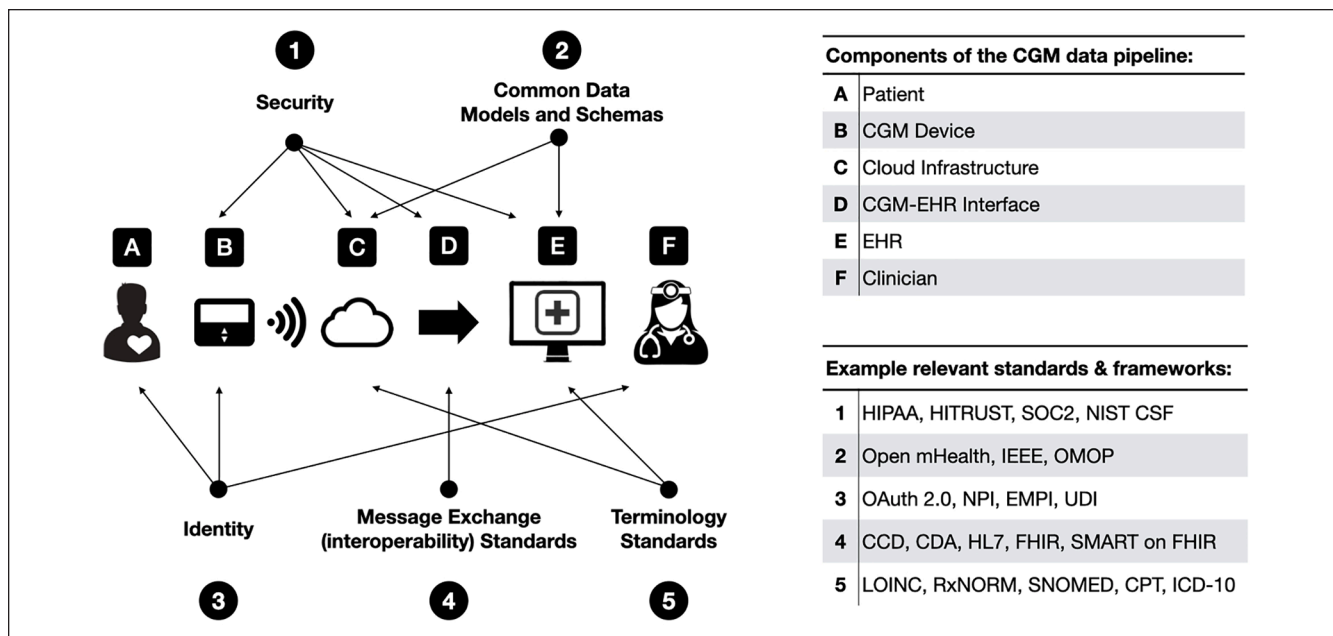 1
2
Security
Common Data
Models and Schemas
A
B
C
D
E
F
Identity
Message Exchange
(interoperability) Standards
Terminology
Standards
3
4
5
Components of the CGM data pipeline:
A Patient
B CGM Device
C Cloud Infrastructure
D CGM-EHR Interface
E EHR
F Clinician
Example relevant standards & frameworks:
1 HIPAA, HITRUST, SOC2, NIST CSF
2 Open mHealth, IEEE, OMOP
3 OAuth 2.0, NPI, EMPI, UDI
4 CCD, CDA, HL7, FHIR, SMART on FHIR
5 LOINC, RxNORM, SNOMED, CPT, ICD-10